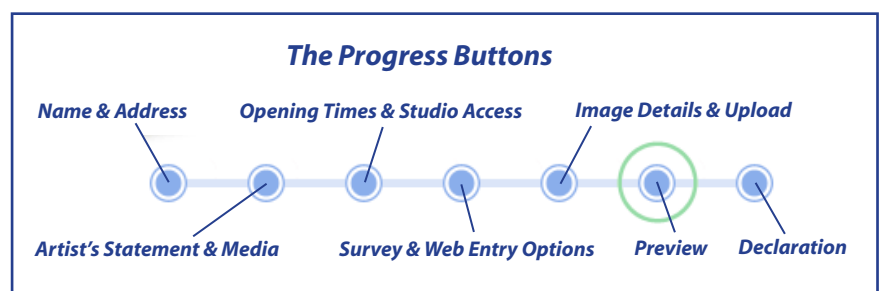 The Progress Buttons
Name & Address
Opening Times & Studio Access
Image Details & Upload
Artist’s Statement & Media
Survey & Web Entry Options
Preview
Declaration